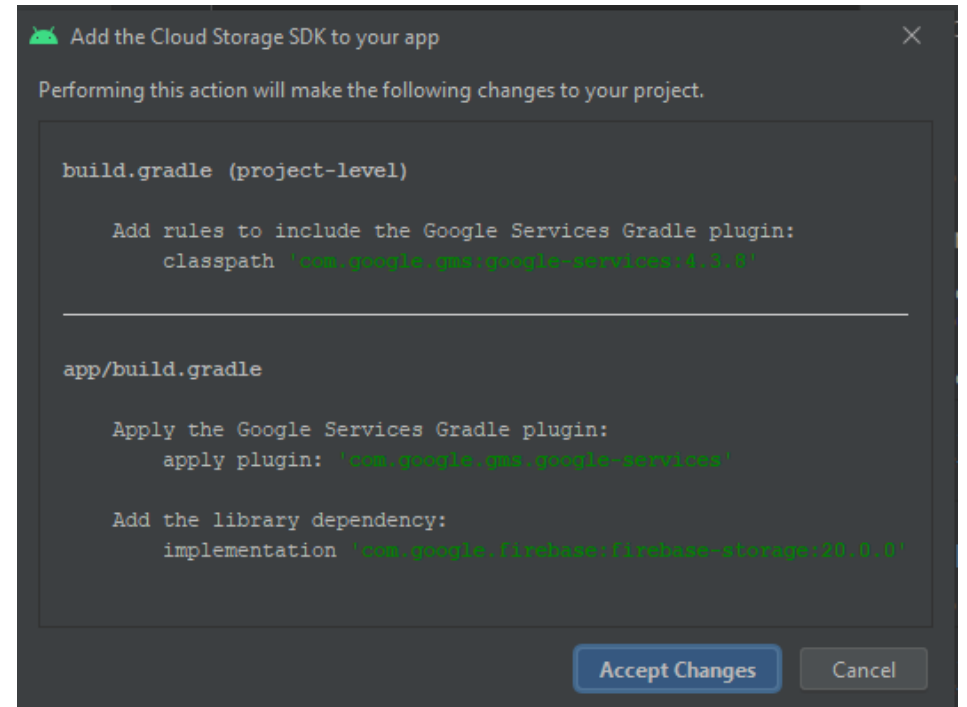 Add the Cloud Storage SDK to your app
Performing this action will make the following changes to your project.
build.gradle (project-level)
Add rules to include the Google Services Gradle plugin:
classpath 'com.google.gms:google-services:4.3.8'
app/build.gradle
Apply the Google Services Gradle plugin:
apply plugin: 'com.google.gms.google-services'
Add the library dependency:
implementation 'com.google.firebase:firebase-storage:20.0.0'
Accept Changes
Cancel